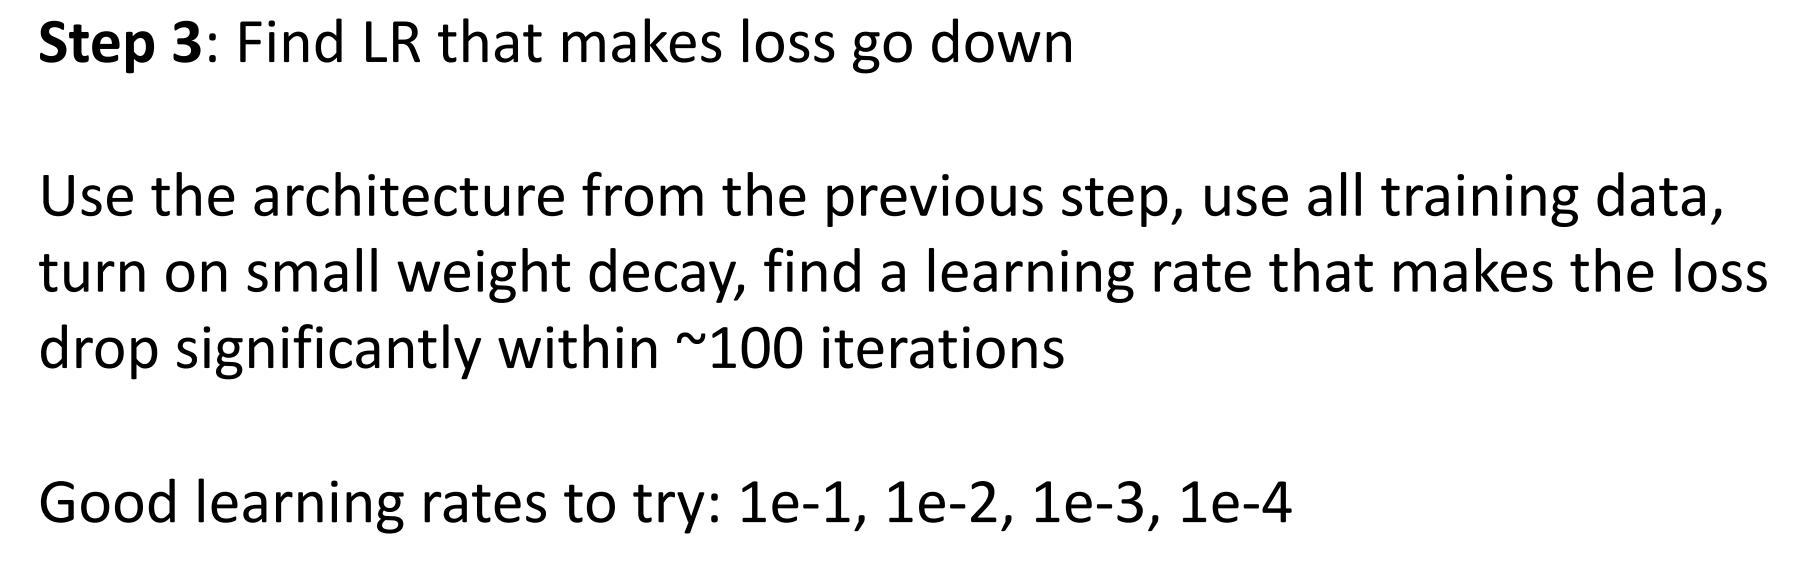 Step 3: Find LR that makes loss go down
Use the architecture from the previous step, use all training data,
turn on small weight decay, find a learning rate that makes the loss
drop significantly within ~100 iterations
Good learning rates to try: 1e-1, 1e-2, 1e-3, 1e-4